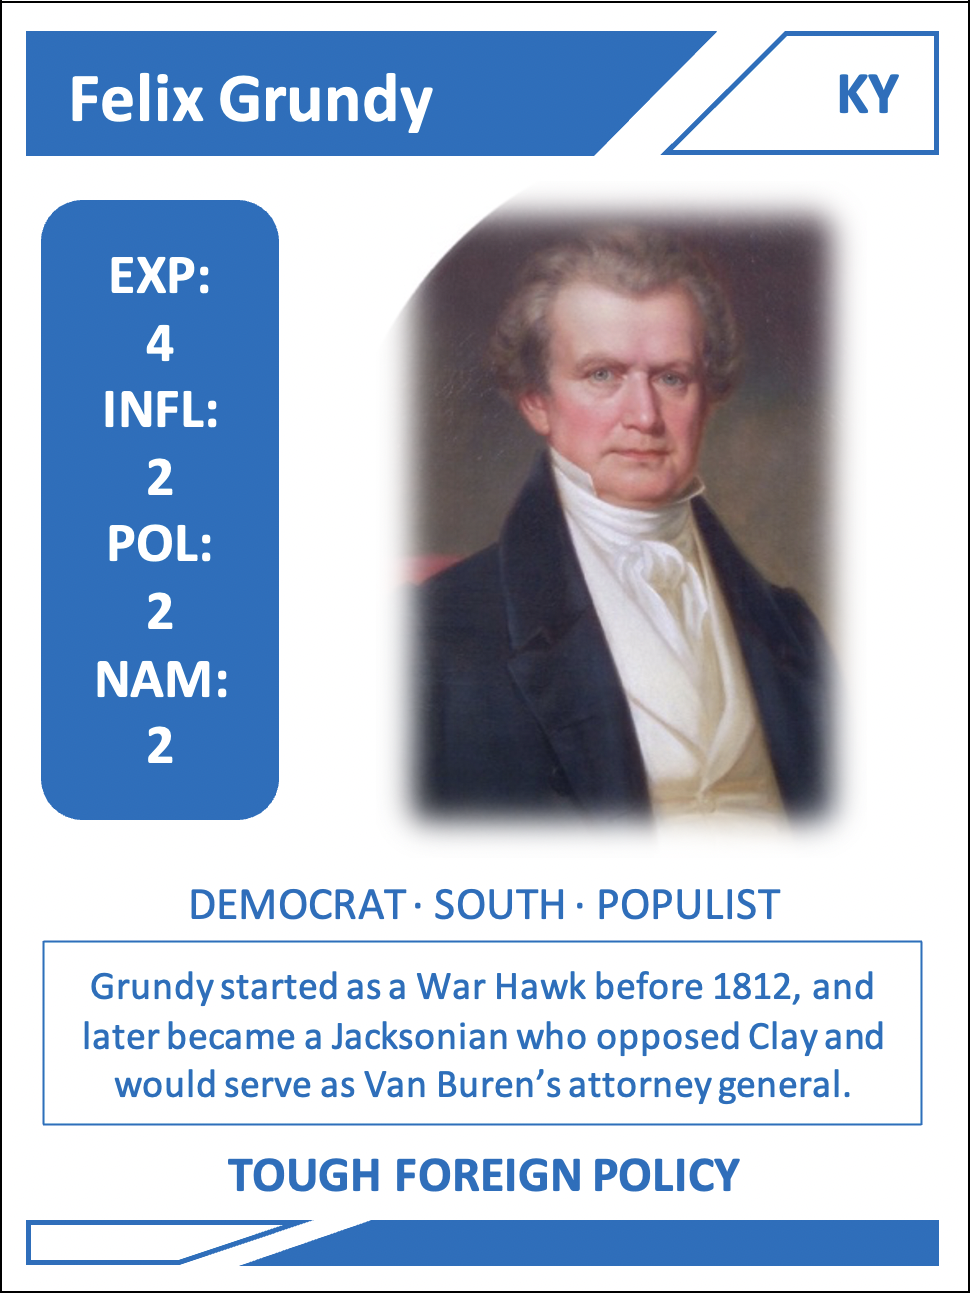 Felix Grundy
KY
EXP:
4
INFL:
2
POL:
2
NAM:
2
DEMOCRAT · SOUTH · POPULIST
Grundy started as a War Hawk before 1812, and
later became a Jacksonian who opposed Clay and
would serve as Van Buren’s attorney general.
TOUGH FOREIGN POLICY